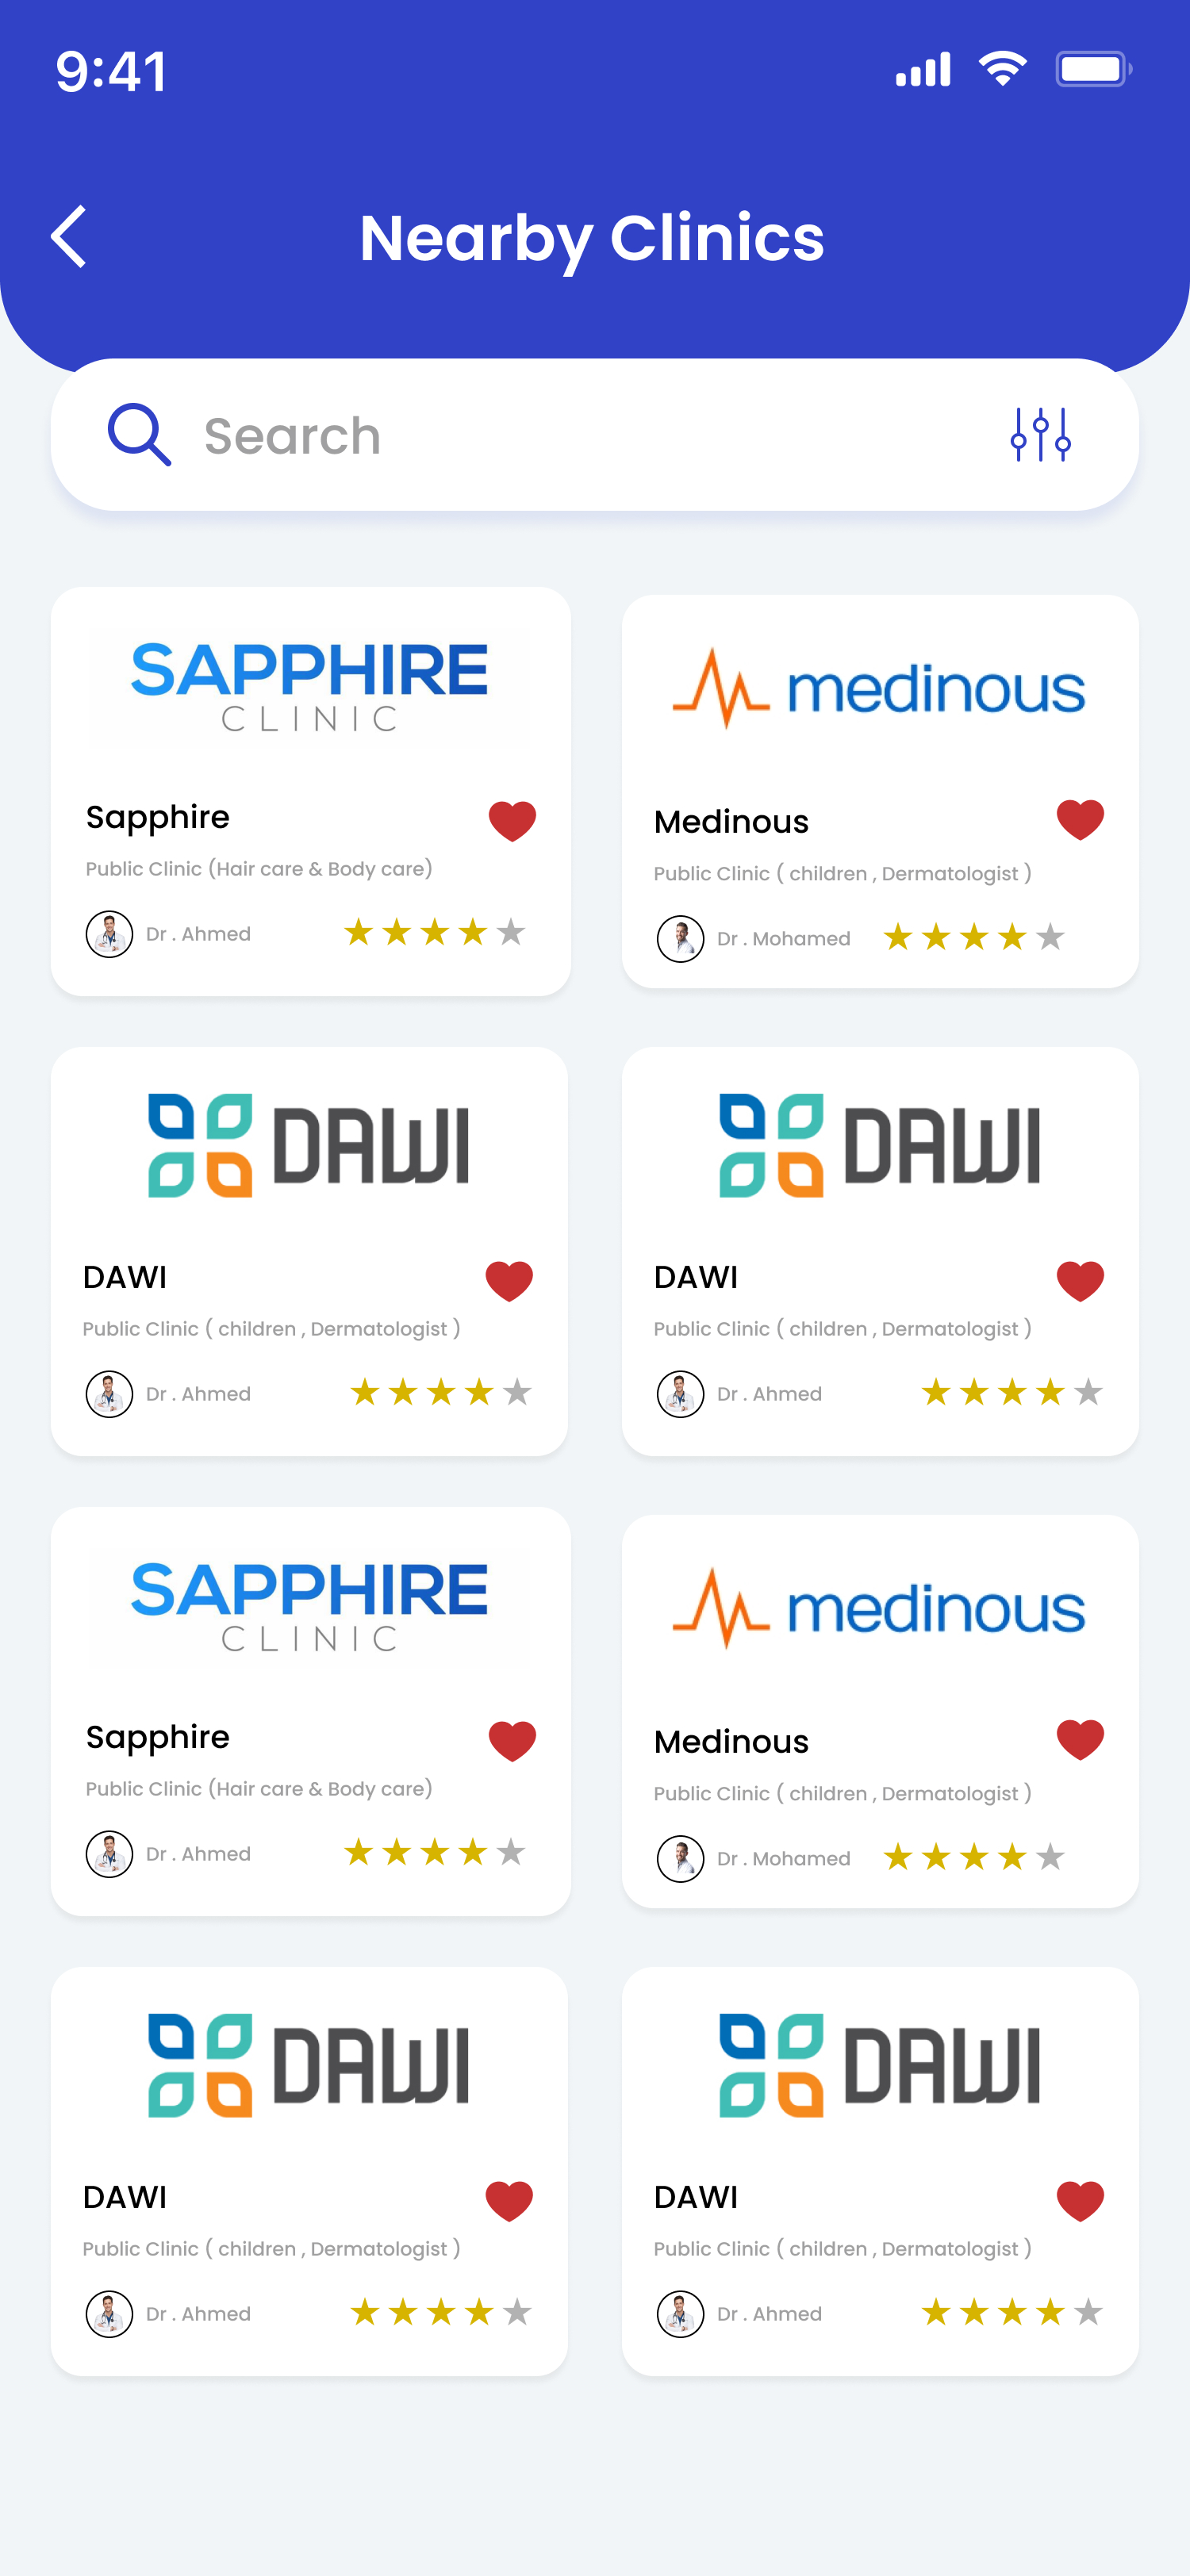 9:41
Nearby Clinics
Search
SAPPHIRE
CLINIC
Sapphire
Public Clinic (Hair care & Body care)
Dr . Ahmed
medinous
Medinous
Public Clinic ( children , Dermatologist )
Dr . Mohamed
DAWI
DAWI
Public Clinic ( children , Dermatologist )
Dr . Ahmed
DAWI
DAWI
Public Clinic ( children , Dermatologist )
Dr . Ahmed
SAPPHIRE
CLINIC
Sapphire
Public Clinic (Hair care & Body care)
Dr . Ahmed
medinous
Medinous
Public Clinic ( children , Dermatologist )
Dr . Mohamed
DAWI
DAWI
Public Clinic ( children , Dermatologist )
Dr . Ahmed
DAWI
DAWI
Public Clinic ( children , Dermatologist )
Dr . Ahmed